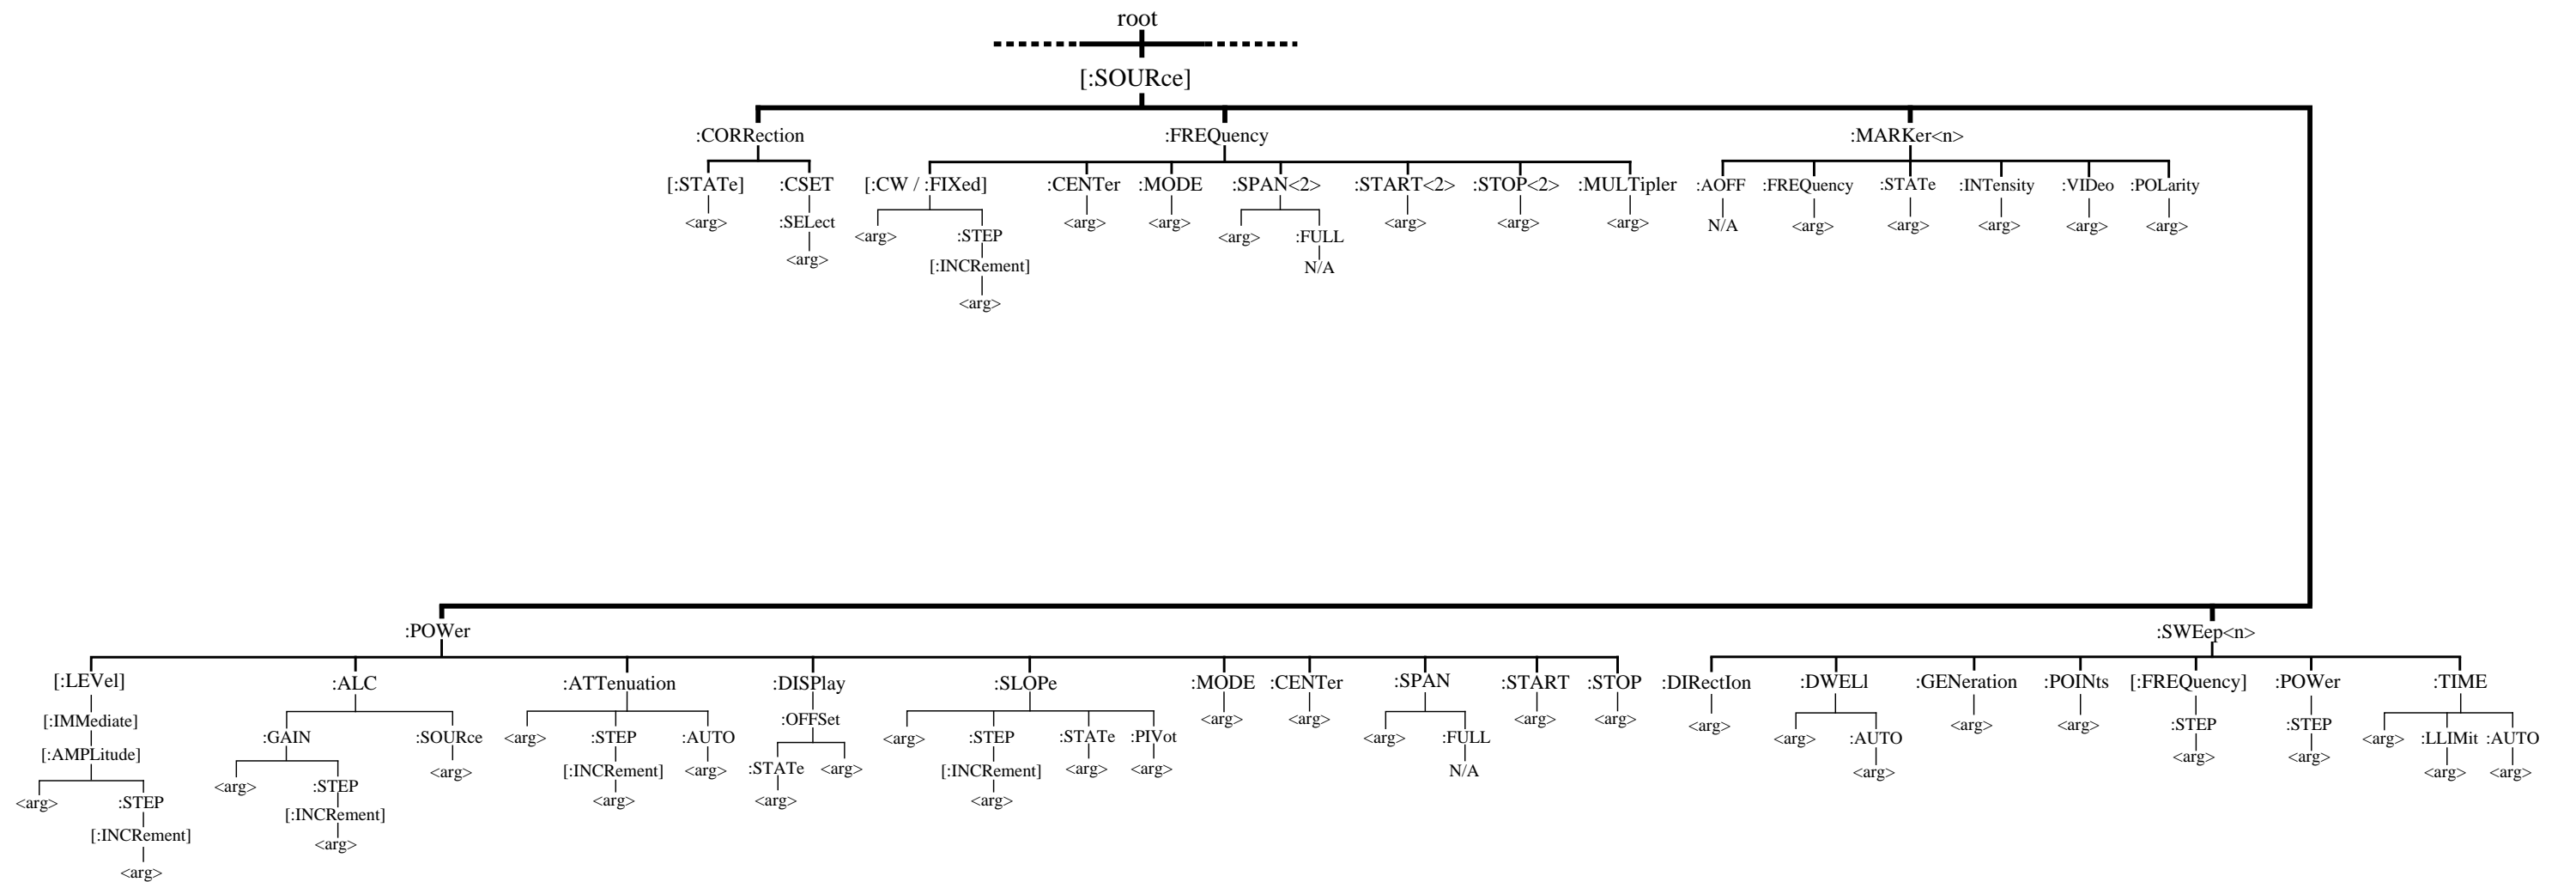 root
[:SOURce]
:CORRection :FREQuency :MARKer<n>
[:STATe] :CSET [:CW / :FIXed] :CENTer :MODE :SPAN<2> :START<2> :STOP<2> :MULTipler :AOFF :FREQuency :STATe :INTensity :VIDeo :POLarity
<arg> :SELect <arg> :STEP <arg> <arg> <arg> :FULL <arg> <arg> <arg> N/A <arg> <arg> <arg> <arg> <arg>
<arg> [:INCRement] N/A
<arg>
:POWer :SWEep<n>
[:LEVel] :ALC :ATTenuation :DISPlay :SLOPe :MODE :CENTer :SPAN :START :STOP :DIRectIon :DWELl :GENeration :POINts [:FREQuency] :POWer :TIME
[:IMMediate] :OFFSet <arg> <arg> <arg> <arg> <arg> <arg> <arg> :STEP :STEP
:GAIN :SOURce <arg> :STEP :AUTO <arg> :STEP :STATe :PIVot <arg> :FULL <arg> :AUTO <arg> :LLIMit :AUTO
[:AMPLitude] <arg> <arg>
<arg> [:INCRement] <arg> :STATe <arg> [:INCRement] <arg> <arg> N/A <arg> <arg> <arg>
<arg> :STEP
<arg> :STEP <arg> <arg> <arg>
[:INCRement]
[:INCRement]
<arg>
<arg>